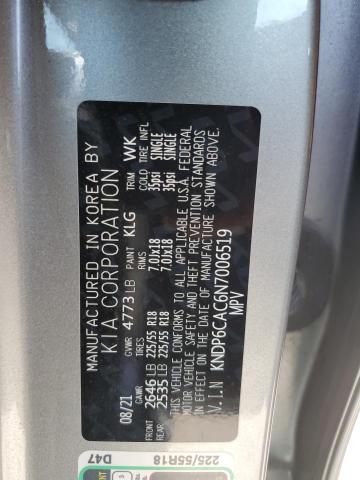 MANUFACTURED IN KOREA BY
KIA CORPORATION
08/21 GVWR 4773 LB PAINT KLG TRIM WK
GAWR TIRES RIMS COLD TIRE INFL
FRONT 2646 LB 225/55 R18 7.0Jx18 35psi SINGLE
REAR 2535 LB 225/55 R18 7.0Jx18 35psi SINGLE
THIS VEHICLE CONFORMS TO ALL APPLICABLE U.S.A. FEDERAL
MOTOR VEHICLE SAFETY AND THEFT PREVENTION STANDARDS
IN EFFECT ON THE DATE OF MANUFACTURE SHOWN ABOVE.
V.I.N KNDP6CAC6N7006519
MPV
D47 225/55R18